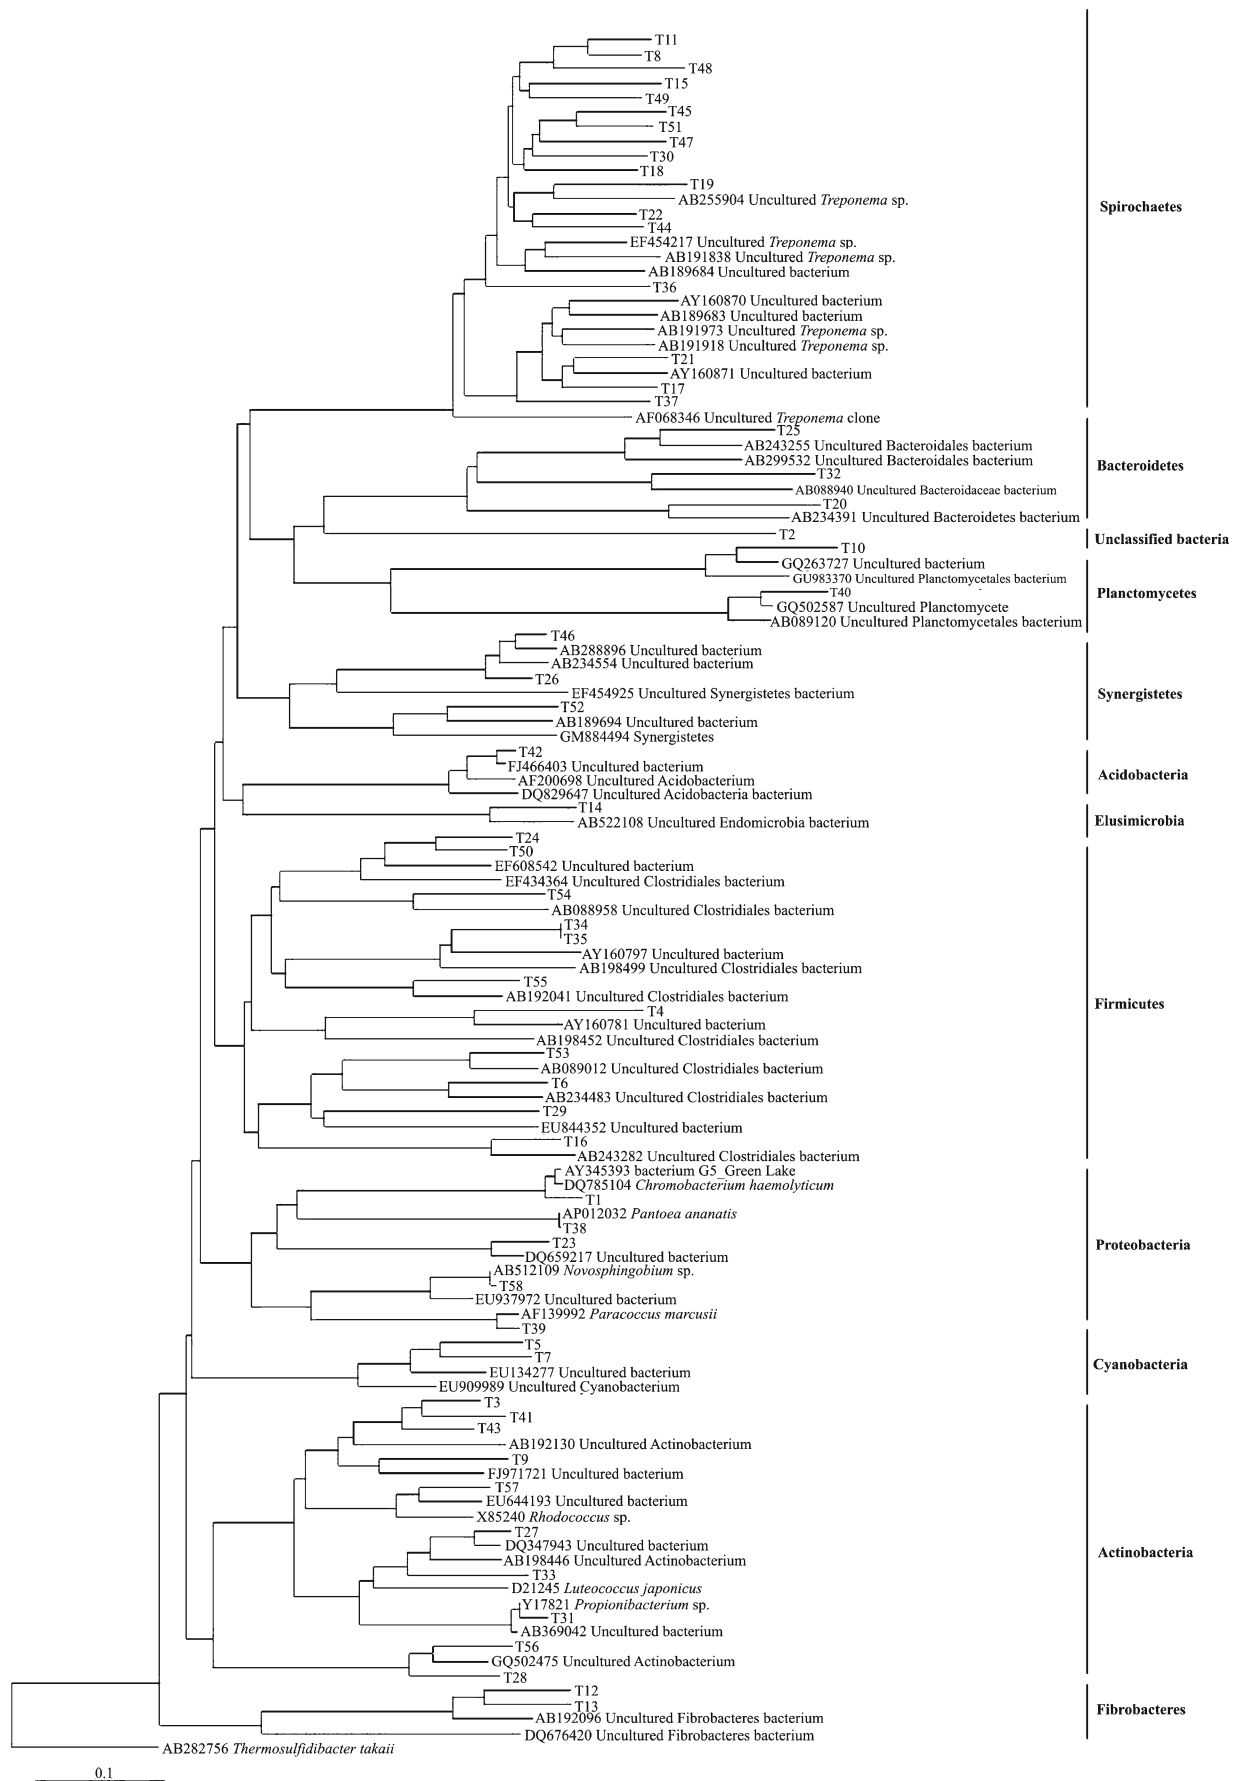 T11
T8
T48
T15
T49
T45
T51
T47
T30
T18
T19
AB255904 Uncultured Treponema sp.
Spirochaetes
T22
T44
EF454217 Uncultured Treponema sp.
AB191838 Uncultured Treponema sp.
AB189684 Uncultured bacterium
T36
AY160870 Uncultured bacterium
AB189683 Uncultured bacterium
AB191973 Uncultured Treponema sp.
AB191918 Uncultured Treponema sp.
T21
AY160871 Uncultured bacterium
T17
T37
AF068346 Uncultured Treponema clone
T25
AB243255 Uncultured Bacteroidales bacterium
AB299532 Uncultured Bacteroidales bacterium
Bacteroidetes
T32
AB088940 Uncultured Bacteroidaceae bacterium
T20
AB234391 Uncultured Bacteroidetes bacterium
T2
Unclassified bacteria
T10
GQ263727 Uncultured bacterium
GU983370 Uncultured Planctomycetales bacterium
T40
Planctomycetes
GQ502587 Uncultured Planctomycete
AB089120 Uncultured Planctomycetales bacterium
T46
AB288896 Uncultured bacterium
AB234554 Uncultured bacterium
T26
EF454925 Uncultured Synergistetes bacterium
Synergistetes
T52
AB189694 Uncultured bacterium
GM884494 Synergistetes
T42
FJ466403 Uncultured bacterium
Acidobacteria
AF200698 Uncultured Acidobacterium
DQ829647 Uncultured Acidobacteria bacterium
T14
AB522108 Uncultured Endomicrobia bacterium
Elusimicrobia
T24
T50
EF608542 Uncultured bacterium
EF434364 Uncultured Clostridiales bacterium
T54
AB088958 Uncultured Clostridiales bacterium
T34
T35
AY160797 Uncultured bacterium
AB198499 Uncultured Clostridiales bacterium
T55
AB192041 Uncultured Clostridiales bacterium
Firmicutes
T4
AY160781 Uncultured bacterium
AB198452 Uncultured Clostridiales bacterium
T53
AB089012 Uncultured Clostridiales bacterium
T6
AB234483 Uncultured Clostridiales bacterium
T29
EU844352 Uncultured bacterium
T16
AB243282 Uncultured Clostridiales bacterium
AY345393 bacterium G5_Green Lake
DQ785104 Chromobacterium haemolyticum
T1
AP012032 Pantoea ananatis
T38
T23
Proteobacteria
DQ659217 Uncultured bacterium
AB512109 Novosphingobium sp.
T58
EU937972 Uncultured bacterium
AF139992 Paracoccus marcusii
T39
T5
T7
Cyanobacteria
EU134277 Uncultured bacterium
EU909989 Uncultured Cyanobacterium
T3
T41
T43
AB192130 Uncultured Actinobacterium
T9
FJ971721 Uncultured bacterium
T57
EU644193 Uncultured bacterium
X85240 Rhodococcus sp.
T27
DQ347943 Uncultured bacterium
Actinobacteria
AB198446 Uncultured Actinobacterium
T33
D21245 Luteococcus japonicus
Y17821 Propionibacterium sp.
T31
AB369042 Uncultured bacterium
T56
GQ502475 Uncultured Actinobacterium
T28
T12
T13
Fibrobacteres
AB192096 Uncultured Fibrobacteres bacterium
DQ676420 Uncultured Fibrobacteres bacterium
AB282756 Thermosulfidibacter takaii
0.1